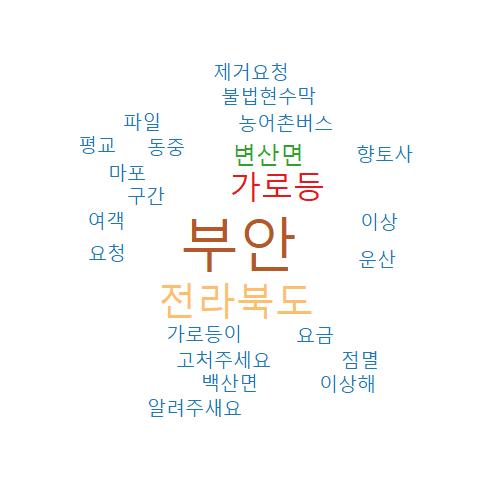 제거요청
불법현수막
파일 농어촌버스
평교 동중 변산면 향토사
마포 가로등
구간
여객 부안 이상
요청 운산
전라북도
가로등이 요금
고처주세요 점멸
백산면 이상해
알려주새요